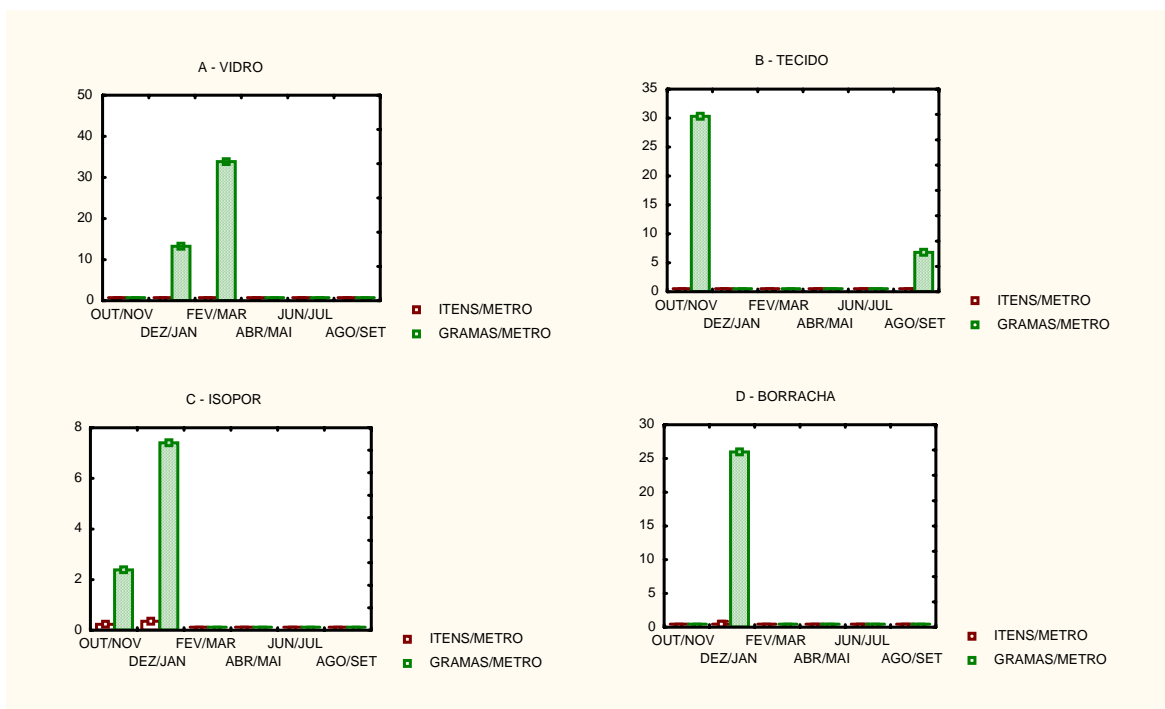 A - VIDRO
50
40
30
20
10
0
OUT/NOV
DEZ/JAN
FEV/MAR
ABR/MAI
JUN/JUL
AGO/SET
ITENS/METRO
GRAMAS/METRO
B - TECIDO
35
30
25
20
15
10
5
0
OUT/NOV
DEZ/JAN
FEV/MAR
ABR/MAI
JUN/JUL
AGO/SET
ITENS/METRO
GRAMAS/METRO
C - ISOPOR
8
6
4
2
0
OUT/NOV
DEZ/JAN
FEV/MAR
ABR/MAI
JUN/JUL
AGO/SET
ITENS/METRO
GRAMAS/METRO
D - BORRACHA
30
25
20
15
10
5
0
OUT/NOV
DEZ/JAN
FEV/MAR
ABR/MAI
JUN/JUL
AGO/SET
ITENS/METRO
GRAMAS/METRO